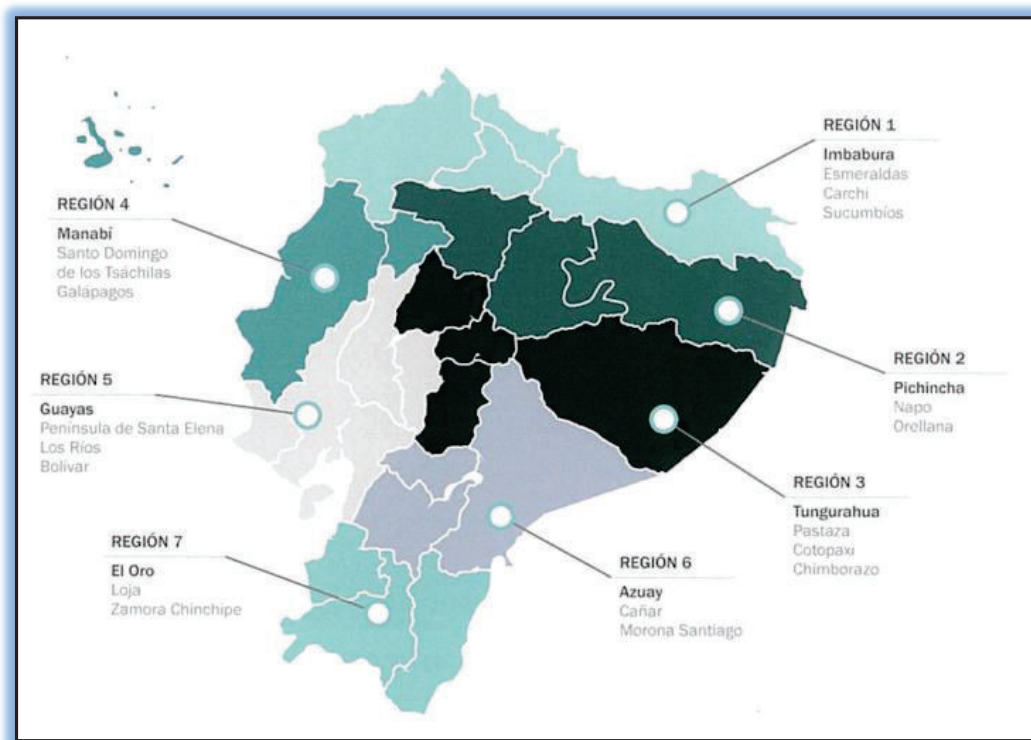 REGIÓN 1
Imbabura
Esmeraldas
Carchi
Sucumbíos
REGIÓN 4
Manabí
Santo Domingo
de los Tsáchilas
Galápagos
REGIÓN 2
Pichincha
Napo
Orellana
REGIÓN 5
Guayas
Península de Santa Elena
Los Ríos
Bolívar
REGIÓN 3
Tungurahua
Pastaza
Cotopaxi
Chimborazo
REGIÓN 7
El Oro
Loja
Zamora Chinchipe
REGIÓN 6
Azuay
Cañar
Morona Santiago